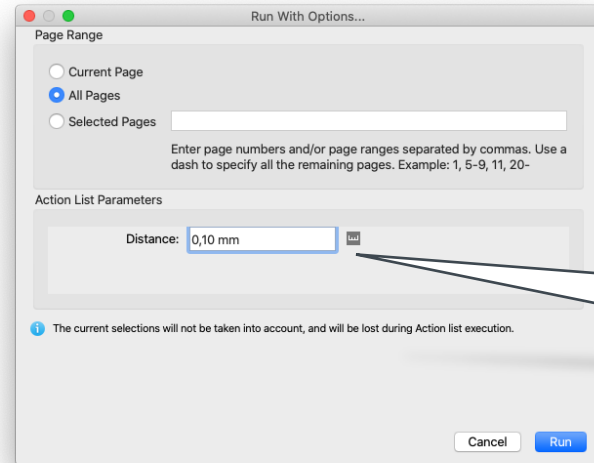 Run With Options...
Page Range
Current Page
All Pages
Selected Pages
Enter page numbers and/or page ranges separated by commas. Use a
dash to specify all the remaining pages. Example: 1, 5-9, 11, 20-
Action List Parameters
Distance: 0,10 mm
The current selections will not be taken into account, and will be lost during Action list execution.
Cancel Run